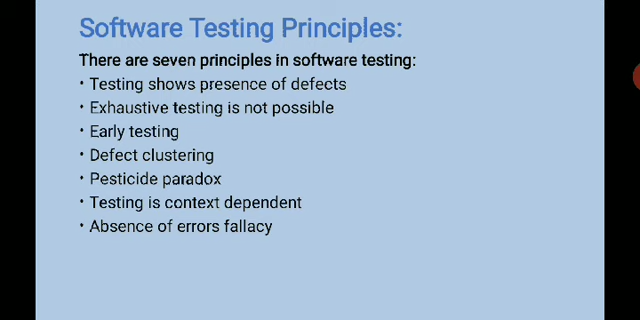 Software Testing Principles:
There are seven principles in software testing:
• Testing shows presence of defects
• Exhaustive testing is not possible
• Early testing
• Defect clustering
• Pesticide paradox
• Testing is context dependent
• Absence of errors fallacy